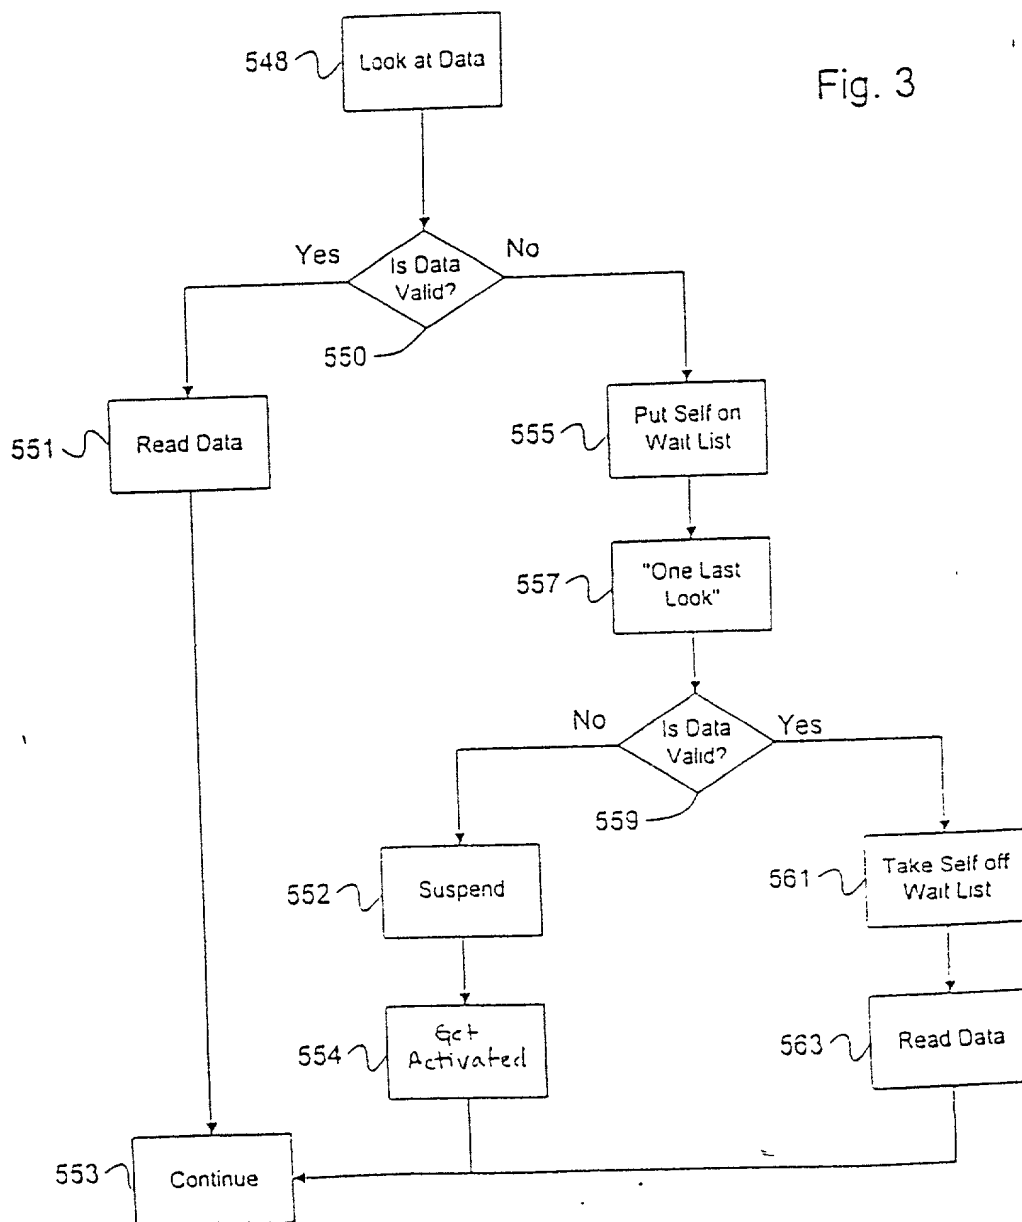 548
Look at Data
Fig. 3
Yes
Is Data
Valid?
No
550
551
Read Data
555
Put Self on
Wait List
557
"One Last
Look"
No
Is Data
Valid?
Yes
559
552
Suspend
561
Take Self off
Wait List
554
Get
Activated
563
Read Data
553
Continue